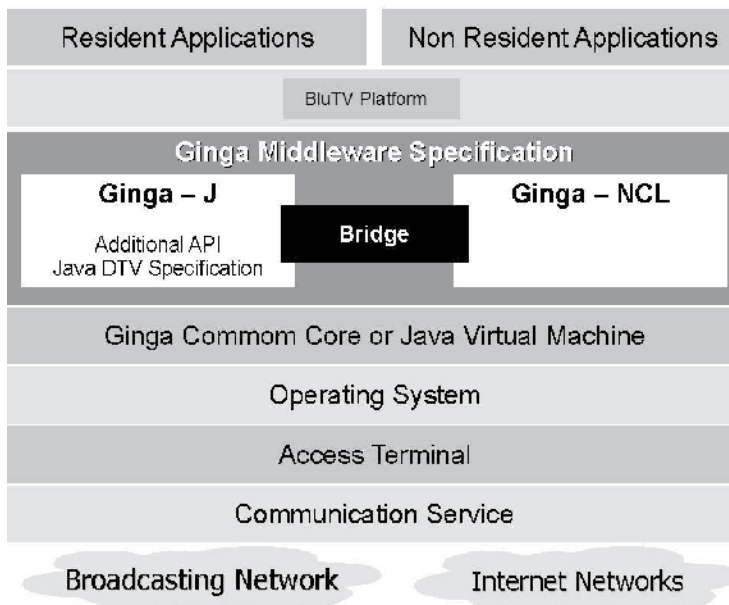 Resident Applications
Non Resident Applications
BluTV Platform
Ginga Middleware Specification
Ginga – J
Additional API
Java DTV Specification
Bridge
Ginga – NCL
Ginga Commom Core or Java Virtual Machine
Operating System
Access Terminal
Communication Service
Broadcasting Network
Internet Networks